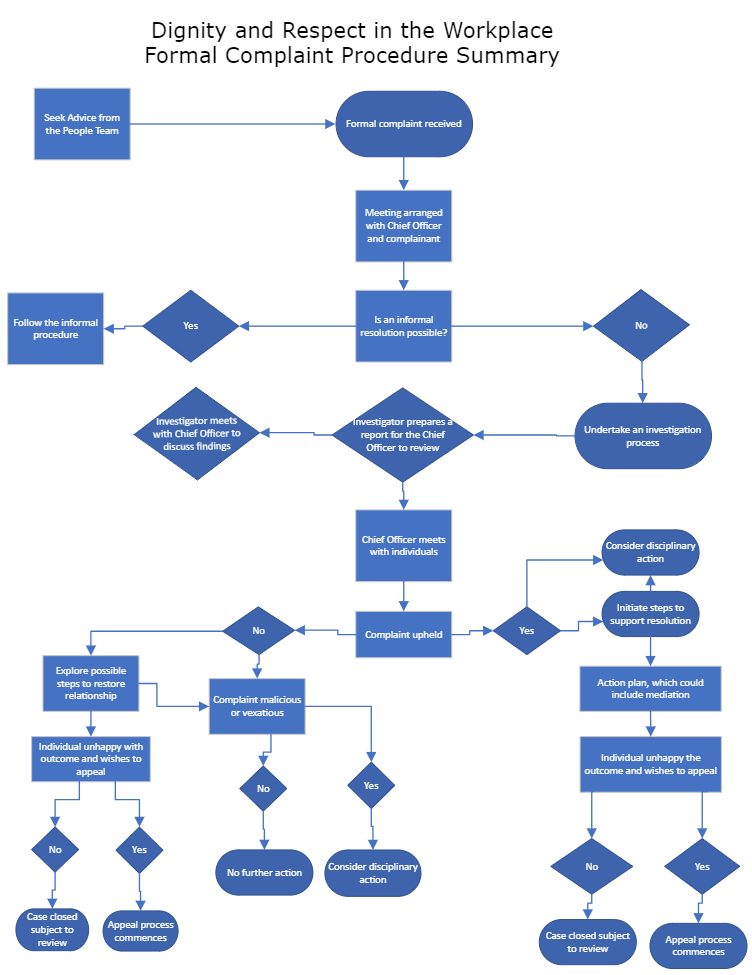 Dignity and Respect in the Workplace
Formal Complaint Procedure Summary
Seek Advice from
the People Team
Formal complaint received
Meeting arranged
with Chief Officer
and complainant
Follow the informal
procedure
Yes
Is an informal
resolution possible?
No
Investigator meets
with Chief Officer to
discuss findings
Investigator prepares a
report for the Chief
Officer to review
Undertake an investigation
process
Chief Officer meets
with individuals
Consider disciplinary
action
Initiate steps to
support resolution
No
Complaint upheld
Yes
Explore possible
steps to restore
relationship
Complaint malicious
or vexatious
Action plan, which could
include mediation
Individual unhappy with
outcome and wishes to
appeal
Individual unhappy the
outcome and wishes to appeal
No
Yes
No
Yes
No
Yes
No further action
Consider disciplinary
action
Case closed
subject to
review
Appeal process
commences
Case closed subject
to review
Appeal process
commences